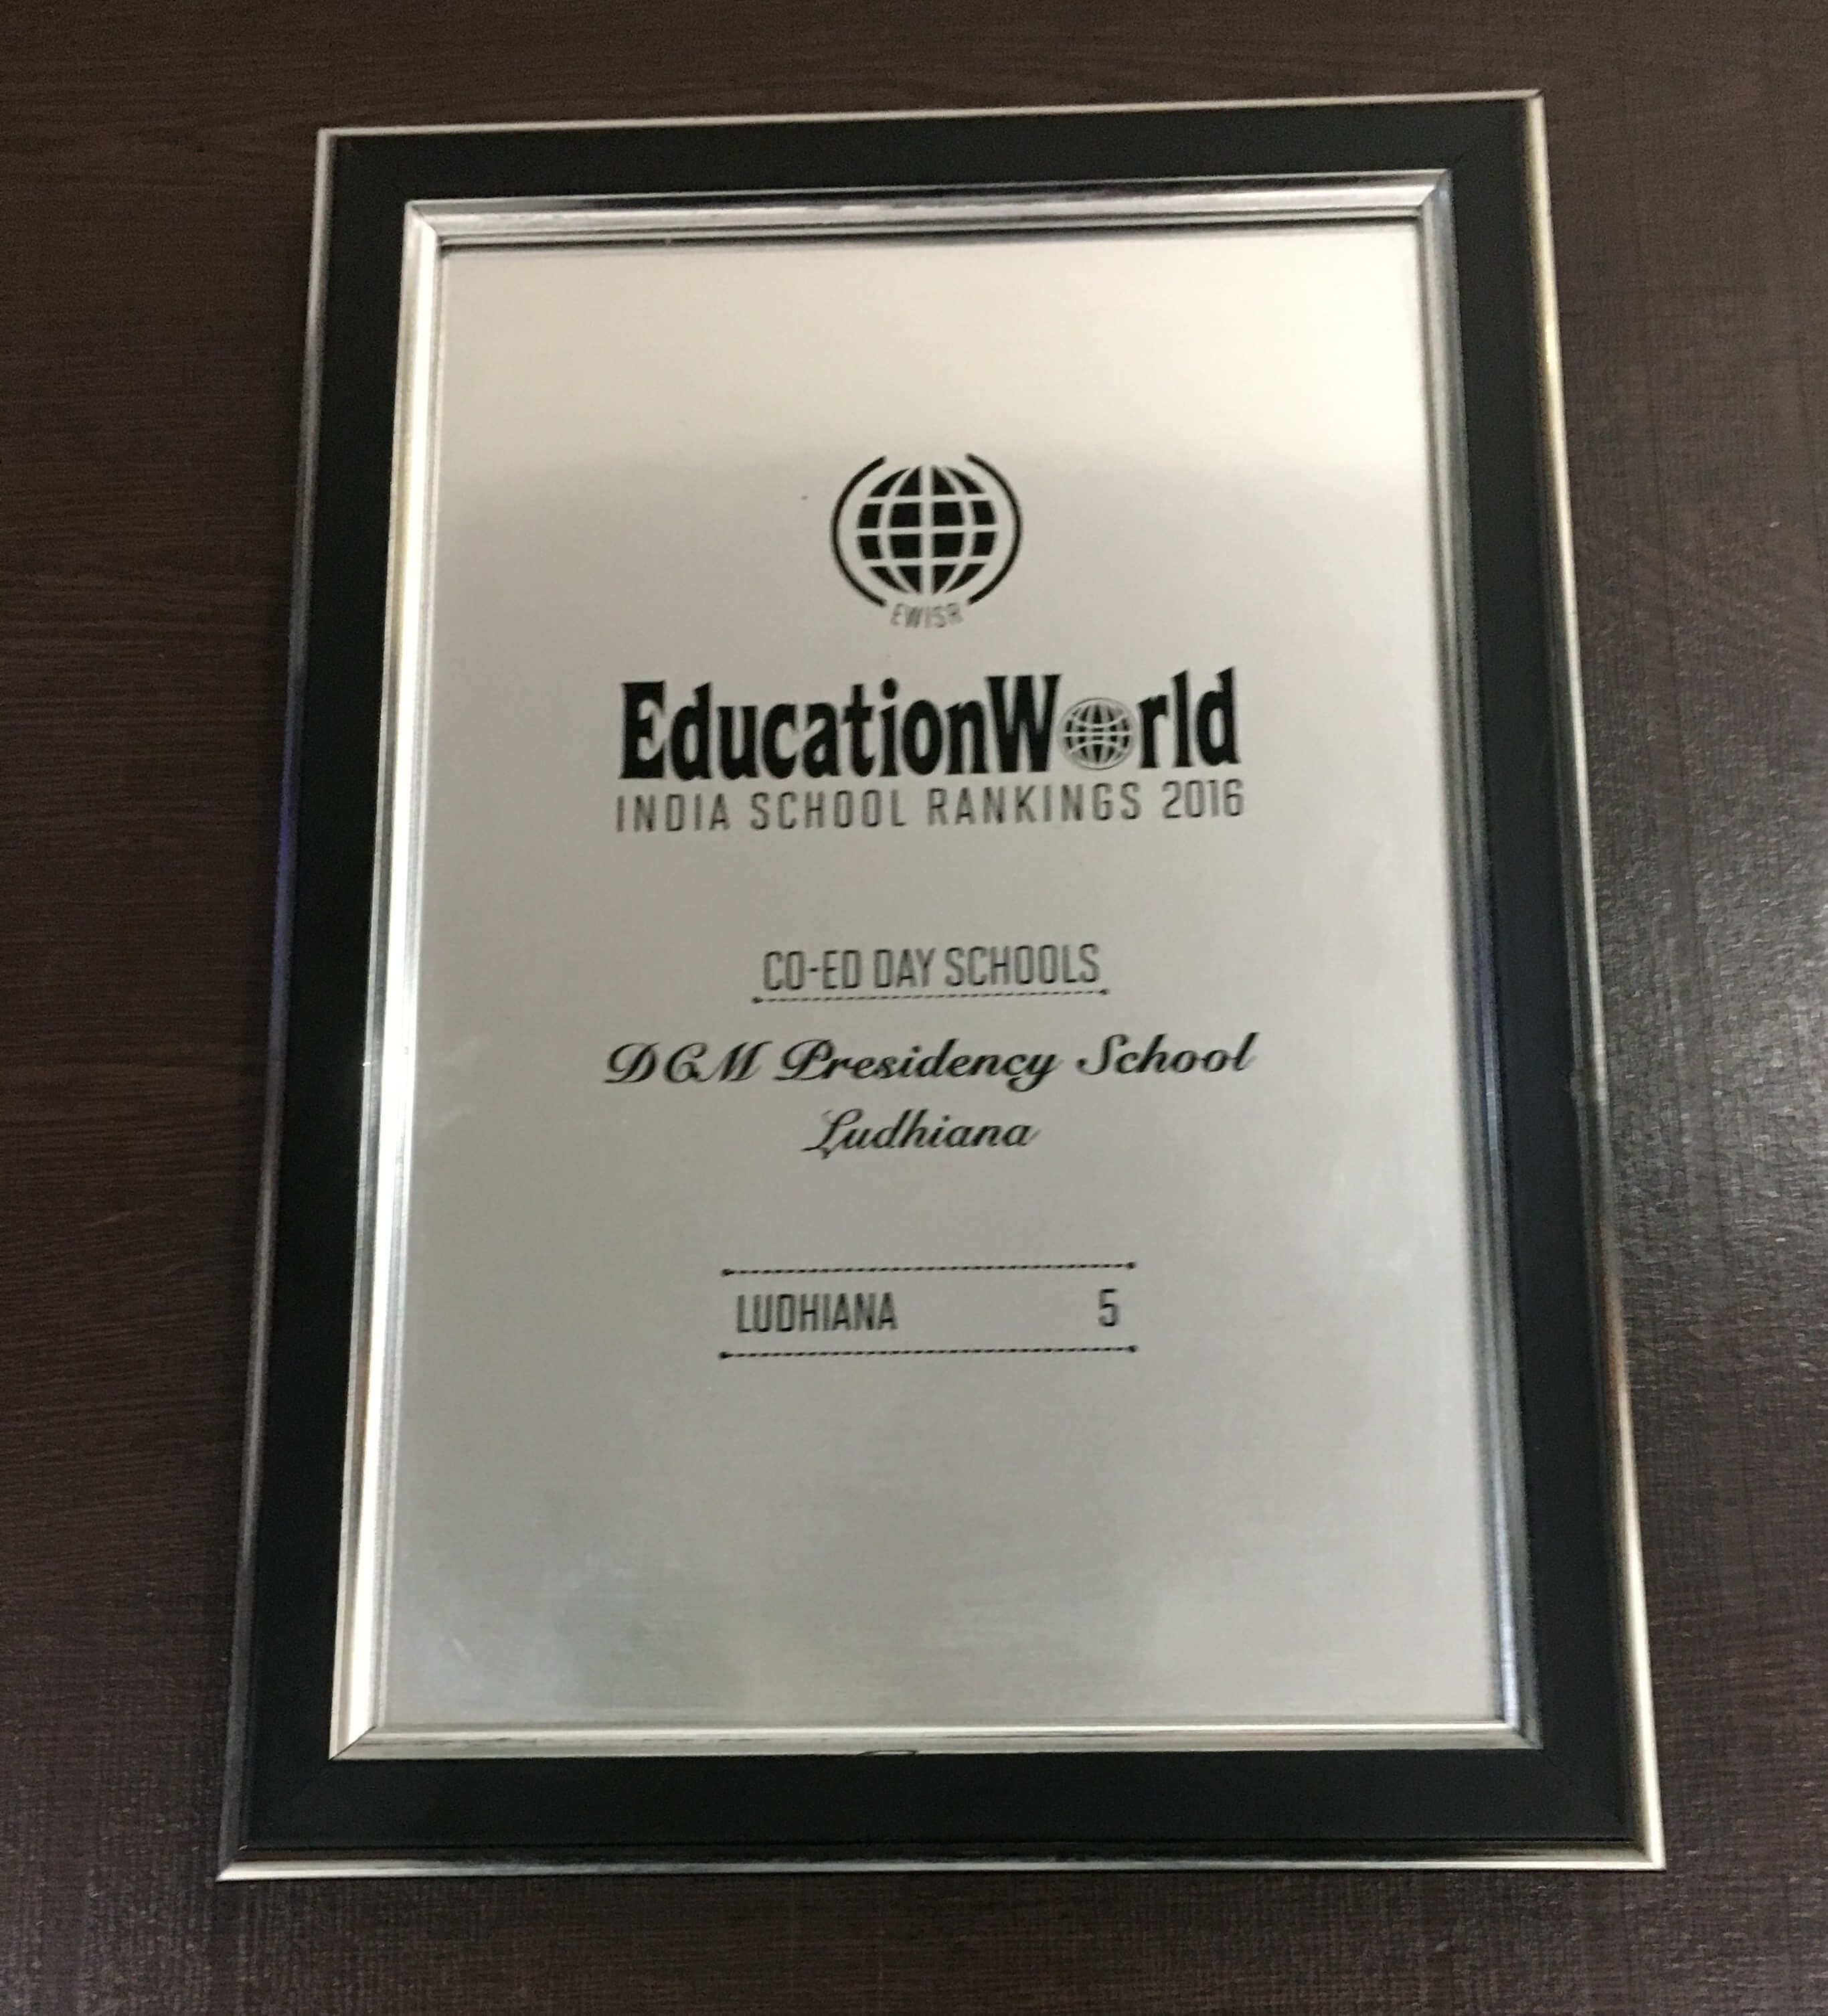 EWISR
EducationWorld
INDIA SCHOOL RANKINGS 2016
CO-ED DAY SCHOOLS
DCM Presidency School
Ludhiana
LUDHIANA 5